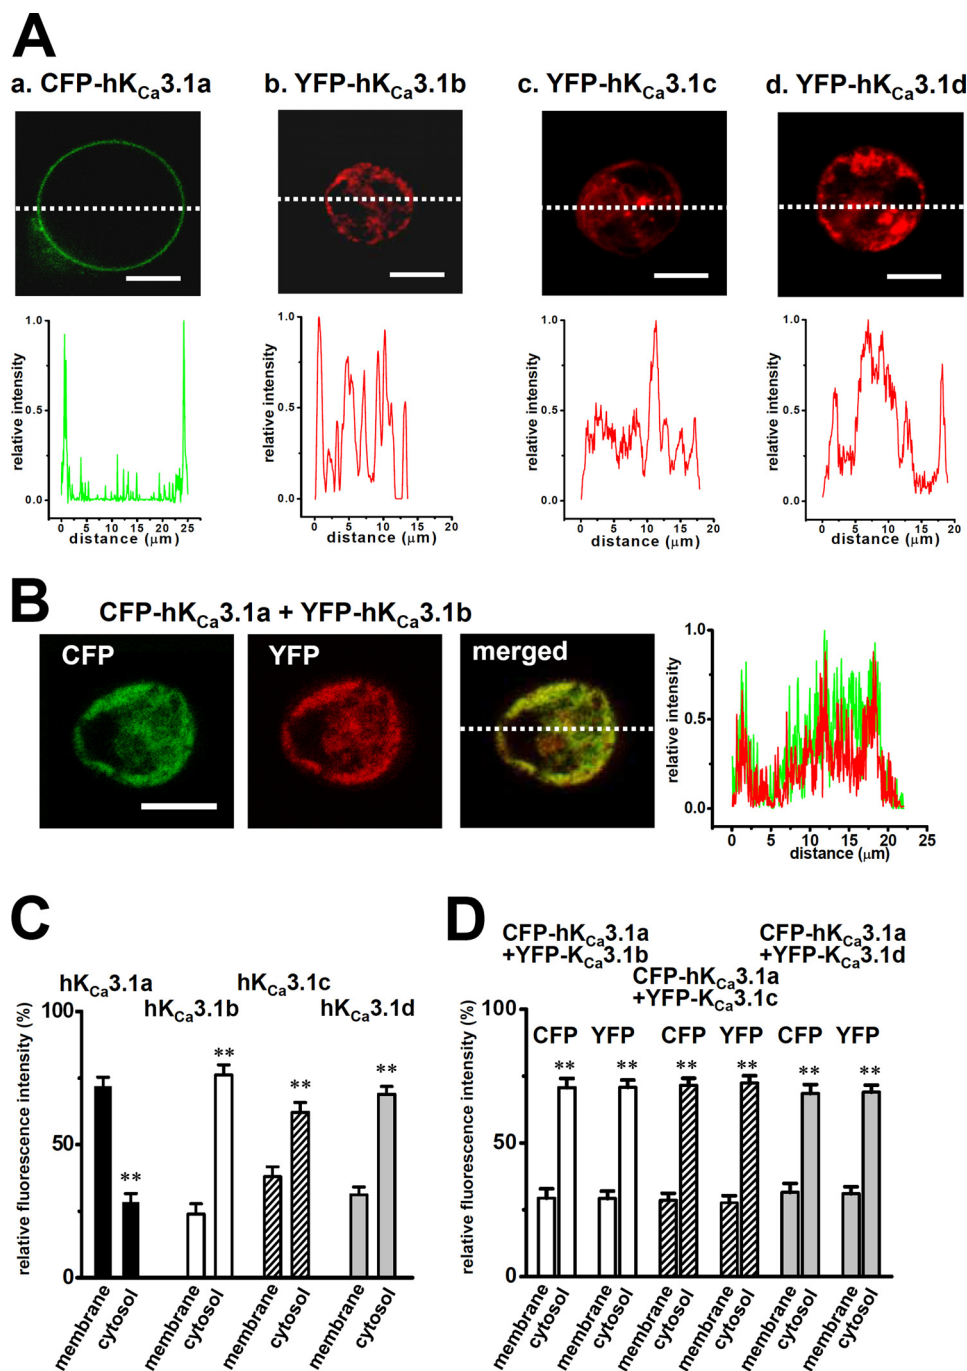 A
a. CFP-hKCa3.1a
b. YFP-hKCa3.1b
c. YFP-hKCa3.1c
d. YFP-hKCa3.1d
relative intensity
1.0
0.5
0.0
0 5 10 15 20 25
distance (μm)
relative intensity
1.0
0.5
0.0
0 5 10 15 20
distance (μm)
relative intensity
1.0
0.5
0.0
0 5 10 15 20
distance (μm)
relative intensity
1.0
0.5
0.0
0 5 10 15 20
distance (μm)
B
CFP-hKCa3.1a + YFP-hKCa3.1b
CFP
YFP
merged
relative intensity
1.0
0.5
0.0
0 5 10 15 20 25
distance (μm)
C
hKCa3.1a
hKCa3.1b
hKCa3.1c
hKCa3.1d
relative fluorescence intensity (%)
100
50
0
**
**
**
**
membrane
cytosol
membrane
cytosol
membrane
cytosol
membrane
cytosol
D
CFP-hKCa3.1a
+YFP-KCa3.1b
CFP-hKCa3.1a
+YFP-KCa3.1c
CFP-hKCa3.1a
+YFP-KCa3.1d
relative fluorescence intensity (%)
100
50
0
CFP YFP CFP YFP CFP YFP
** ** ** ** ** **
membrane
cytosol
membrane
cytosol
membrane
cytosol
membrane
cytosol
membrane
cytosol
membrane
cytosol